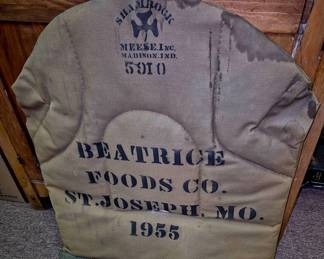 SHAMROCK
MEESE, INC.
MADISON, IND.
5910
BEATRICE
FOODS CO.
ST. JOSEPH, MO.
1955